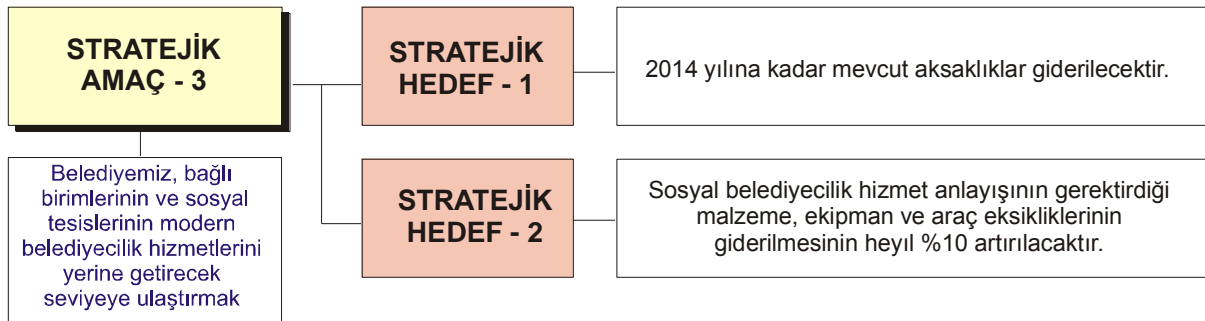 STRATEJİK
AMAÇ - 3
Belediyemiz, bağlı
birimlerinin ve sosyal
tesislerinin modern
belediyecilik hizmetlerini
yerine getirecek
seviyeye ulaştırmak
STRATEJİK
HEDEF - 1
2014 yılına kadar mevcut aksaklıklar giderilecektir.
STRATEJİK
HEDEF - 2
Sosyal belediyecilik hizmet anlayışının gerektirdiği
malzeme, ekipman ve araç eksikliklerinin
giderilmesinin heyıl %10 artırılacaktır.